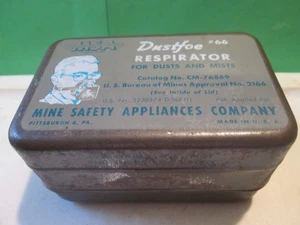 Dustfoe #66
RESPIRATOR
FOR DUSTS AND MISTS
Catalog No. CM-76869
U. S. Bureau of Mines Approval No. 2166
(See Inside of Lid)
MINE SAFETY APPLIANCES COMPANY
PITTSBURGH 8, PA. MADE IN U. S. A.